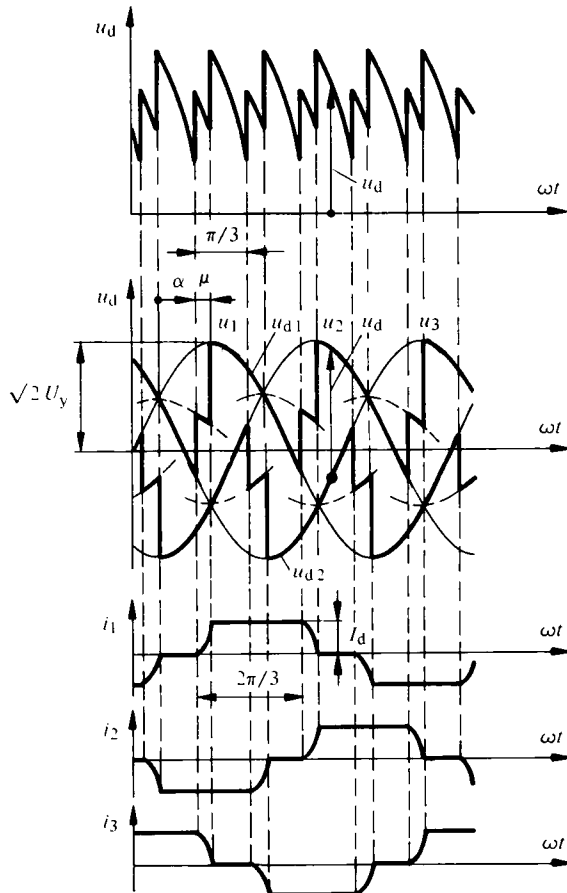 u_d
u_d
ωt
π/3
α μ
u_d
u_1 u_d1 u_2 u_d u_3
√2 U_y
ωt
u_d2
i_1
I_d
ωt
2π/3
i_2
ωt
i_3
ωt